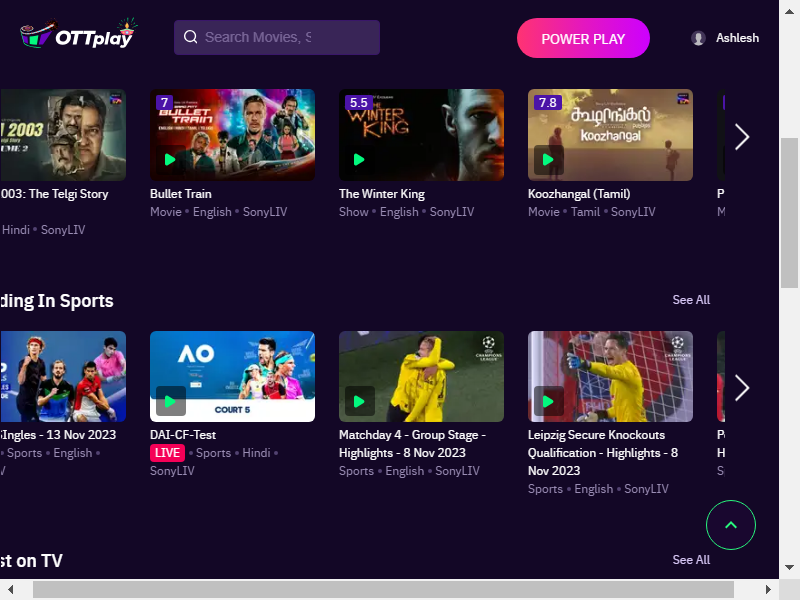 OTTplay
Search Movies, S
POWER PLAY
Ashlesh
2003
UME 2
7
BULLET TRAIN
5.5
THE WINTER KING
7.8
கூழாங்கல்
Koozhangal
003: The Telgi Story
Hindi • SonyLIV
Bullet Train
Movie • English • SonyLIV
The Winter King
Show • English • SonyLIV
Koozhangal (Tamil)
Movie • Tamil • SonyLIV
P
M
ding In Sports
See All
AO
COURT 5
CHAMPIONS LEAGUE
CHAMPIONS LEAGUE
Singles - 13 Nov 2023
• Sports • English •
V
DAI-CF-Test
LIVE • Sports • Hindi •
SonyLIV
Matchday 4 - Group Stage -
Highlights - 8 Nov 2023
Sports • English • SonyLIV
Leipzig Secure Knockouts
Qualification - Highlights - 8
Nov 2023
Sports • English • SonyLIV
P
H
S
st on TV
See All